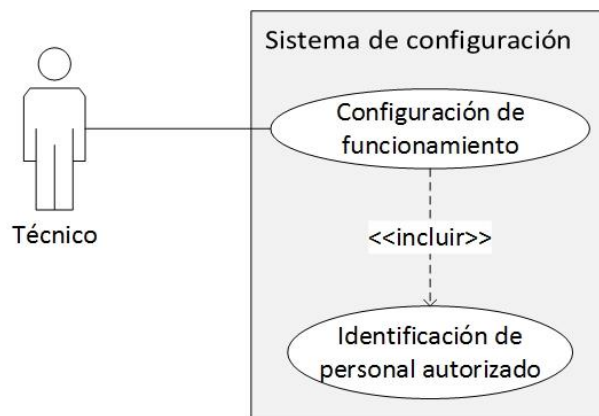 Sistema de configuración
Configuración de
funcionamiento
Técnico
<<incluir>>
Identificación de
personal autorizado